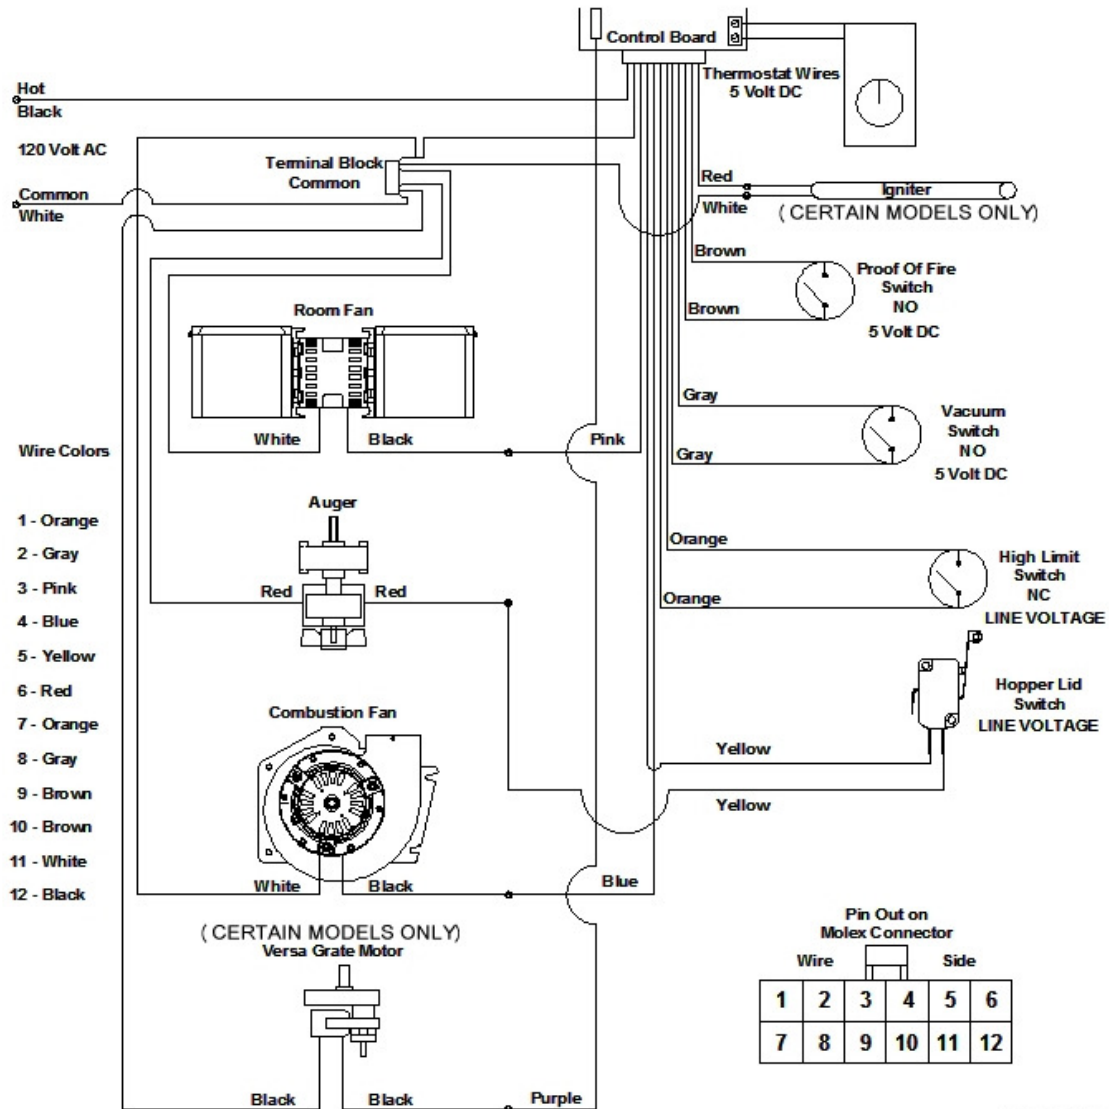 Control Board
Thermostat Wires
5 Volt DC
Hot
Black
120 Volt AC
Terminal Block
Common
Common
White
Red
White
Igniter
( CERTAIN MODELS ONLY)
Brown
Brown
Proof Of Fire
Switch
NO
5 Volt DC
Room Fan
White
Black
Pink
Gray
Gray
Vacuum
Switch
NO
5 Volt DC
Wire Colors
1 - Orange
2 - Gray
3 - Pink
4 - Blue
5 - Yellow
6 - Red
7 - Orange
8 - Gray
9 - Brown
10 - Brown
11 - White
12 - Black
Auger
Red
Red
Orange
Orange
High Limit
Switch
NC
LINE VOLTAGE
Hopper Lid
Switch
LINE VOLTAGE
Yellow
Yellow
Combustion Fan
White
Black
Blue
( CERTAIN MODELS ONLY)
Versa Grate Motor
Black
Black
Purple
Pin Out on
Molex Connector
Wire Side
1 2 3 4 5 6
7 8 9 10 11 12